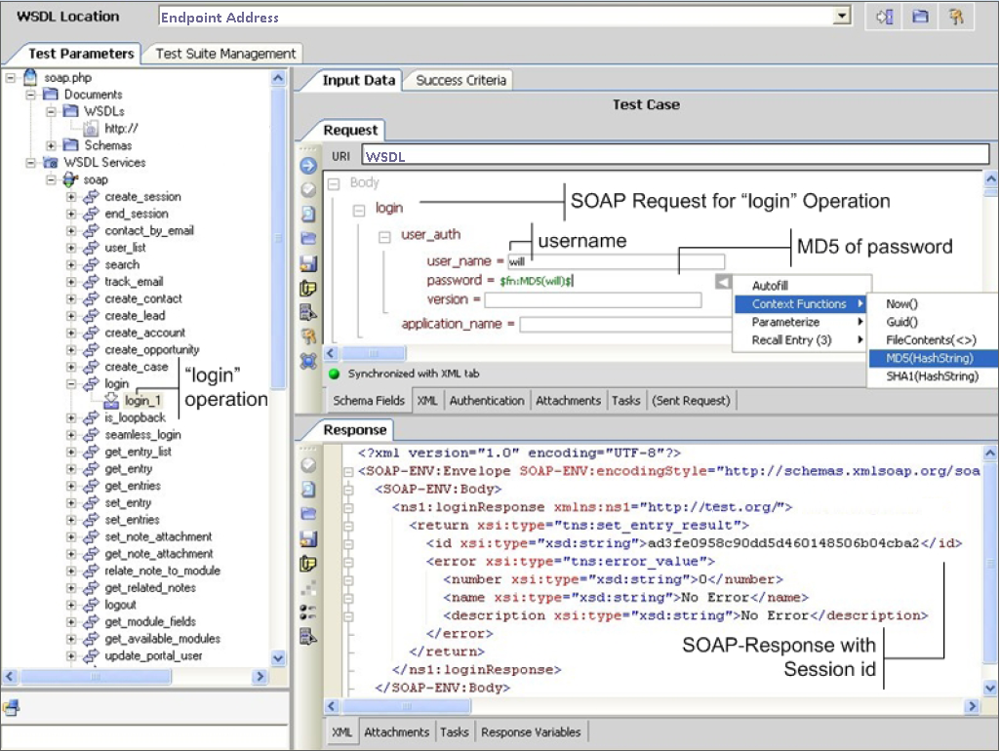 WSDL Location
Endpoint Address
Test Parameters
Test Suite Management
soap.php
Documents
WSDLs
http://
Schemas
WSDL Services
soap
create_session
end_session
contact_by_email
user_list
search
track_email
create_contact
create_lead
create_account
create_opportunity
create_case
login
login_1
is_loopback
seamless_login
get_entry_list
get_entry
get_entries
set_entry
set_entries
set_note_attachment
get_note_attachment
relate_note_to_module
get_related_notes
logout
get_module_fields
get_available_modules
update_portal_user
“login”
operation
Input Data
Success Criteria
Test Case
Request
URI
WSDL
Body
login
SOAP Request for “login” Operation
user_auth
username
MD5 of password
user_name = will
password = $fn:MD5(will)$
version =
application_name =
Autofill
Context Functions
Parameterize
Recall Entry (3)
Now()
Guid()
FileContents(<>)
MD5(HashString)
SHA1(HashString)
Synchronized with XML tab
Schema Fields
XML
Authentication
Attachments
Tasks
(Sent Request)
Response
<?xml version="1.0" encoding="UTF-8"?>
<SOAP-ENV:Envelope SOAP-ENV:encodingStyle="http://schemas.xmlsoap.org/soa
<SOAP-ENV:Body>
<ns1:loginResponse xmlns:ns1="http://test.org/">
<return xsi:type="tns:set_entry_result">
<id xsi:type="xsd:string">ad3fe0958c90dd5d460148506b04cba2</id>
<error xsi:type="tns:error_value">
<number xsi:type="xsd:string">0</number>
<name xsi:type="xsd:string">No Error</name>
<description xsi:type="xsd:string">No Error</description>
</error>
</return>
</ns1:loginResponse>
</SOAP-ENV:Body>
SOAP-Response with
Session id
XML
Attachments
Tasks
Response Variables